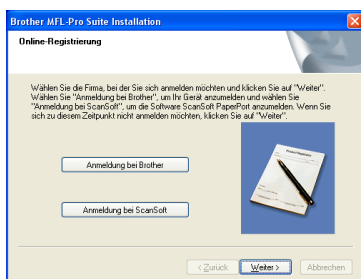 Brother MFL-Pro Suite Installation
Online-Registrierung
Wählen Sie die Firma, bei der Sie sich anmelden möchten und klicken Sie auf "Weiter".
Wählen Sie "Anmeldung bei Brother", um Ihr Gerät anzumelden und wählen Sie
"Anmeldung bei ScanSoft", um die Software ScanSoft PaperPort anzumelden. Wenn Sie
sich zu diesem Zeitpunkt nicht anmelden möchten, klicken Sie auf "Weiter".
Anmeldung bei Brother
Anmeldung bei ScanSoft
< Zurück
Weiter >
Abbrechen